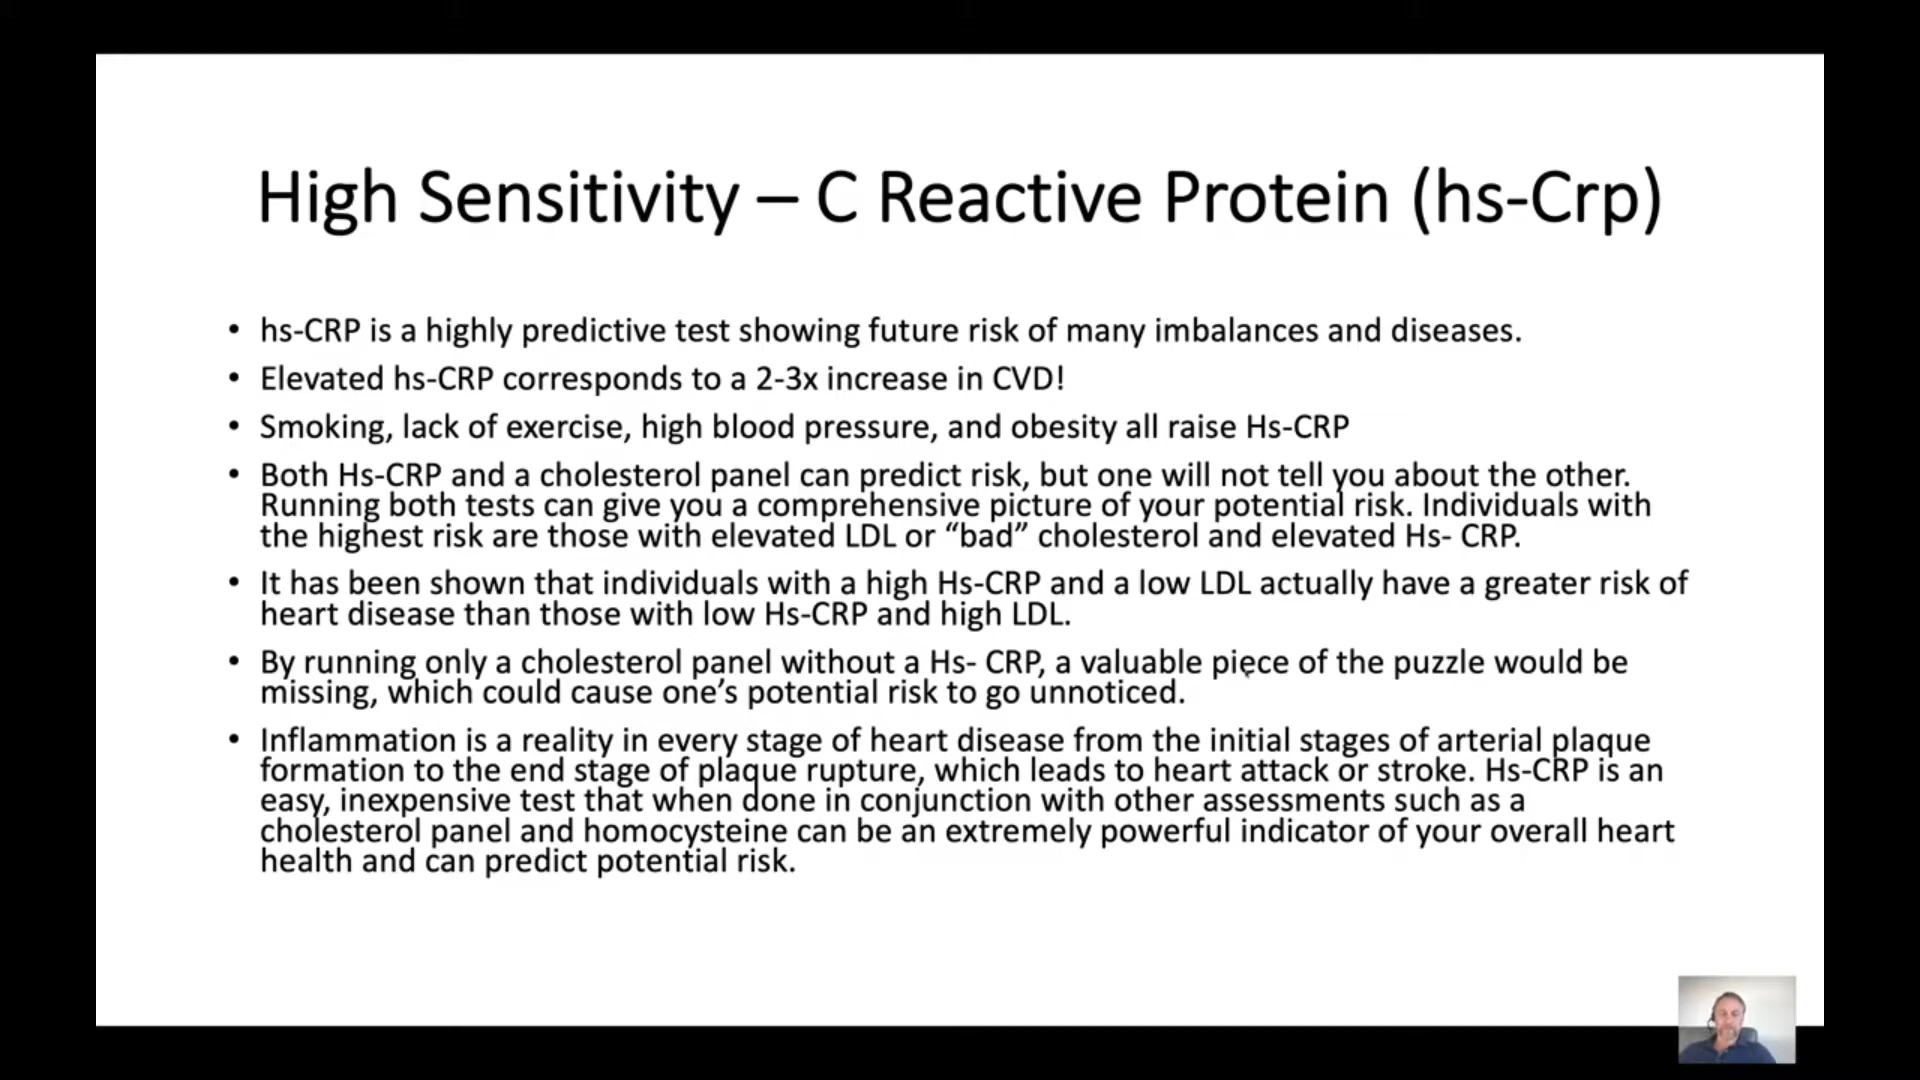 High Sensitivity – C Reactive Protein (hs-Crp)
• hs-CRP is a highly predictive test showing future risk of many imbalances and diseases.
• Elevated hs-CRP corresponds to a 2-3x increase in CVD!
• Smoking, lack of exercise, high blood pressure, and obesity all raise Hs-CRP
• Both Hs-CRP and a cholesterol panel can predict risk, but one will not tell you about the other.
Running both tests can give you a comprehensive picture of your potential risk. Individuals with
the highest risk are those with elevated LDL or “bad” cholesterol and elevated Hs- CRP.
• It has been shown that individuals with a high Hs-CRP and a low LDL actually have a greater risk of
heart disease than those with low Hs-CRP and high LDL.
• By running only a cholesterol panel without a Hs- CRP, a valuable piece of the puzzle would be
missing, which could cause one’s potential risk to go unnoticed.
• Inflammation is a reality in every stage of heart disease from the initial stages of arterial plaque
formation to the end stage of plaque rupture, which leads to heart attack or stroke. Hs-CRP is an
easy, inexpensive test that when done in conjunction with other assessments such as a
cholesterol panel and homocysteine can be an extremely powerful indicator of your overall heart
health and can predict potential risk.